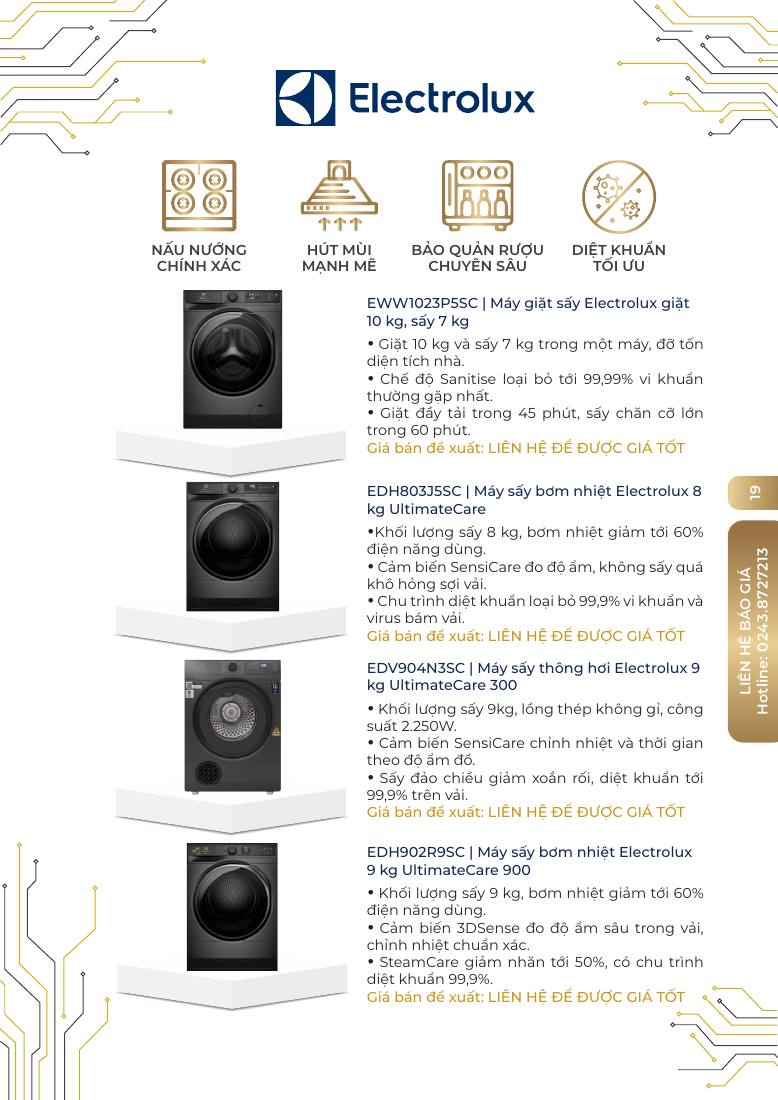 Electrolux
NẤU NƯỚNG
CHÍNH XÁC
HÚT MÙI
MẠNH MẼ
BẢO QUẢN RƯỢU
CHUYÊN SÂU
DIỆT KHUẨN
TỐI ƯU
EWW1023P5SC | Máy giặt sấy Electrolux giặt
10 kg, sấy 7 kg
• Giặt 10 kg và sấy 7 kg trong một máy, đỡ tốn
diện tích nhà.
• Chế độ Sanitise loại bỏ tới 99,99% vi khuẩn
thường gặp nhất.
• Giặt đầy tải trong 45 phút, sấy chăn cỡ lớn
trong 60 phút.
Giá bán đề xuất: LIÊN HỆ ĐỂ ĐƯỢC GIÁ TỐT
EDH803J5SC | Máy sấy bơm nhiệt Electrolux 8
kg UltimateCare
•Khối lượng sấy 8 kg, bơm nhiệt giảm tới 60%
điện năng dùng.
• Cảm biến SensiCare đo độ ẩm, không sấy quá
khô hỏng sợi vải.
• Chu trình diệt khuẩn loại bỏ 99,9% vi khuẩn và
virus bám vải.
Giá bán đề xuất: LIÊN HỆ ĐỂ ĐƯỢC GIÁ TỐT
EDV904N3SC | Máy sấy thông hơi Electrolux 9
kg UltimateCare 300
• Khối lượng sấy 9kg, lồng thép không gỉ, công
suất 2.250W.
• Cảm biến SensiCare chỉnh nhiệt và thời gian
theo độ ẩm đồ.
• Sấy đảo chiều giảm xoắn rối, diệt khuẩn tới
99,9% trên vải.
Giá bán đề xuất: LIÊN HỆ ĐỂ ĐƯỢC GIÁ TỐT
EDH902R9SC | Máy sấy bơm nhiệt Electrolux
9 kg UltimateCare 900
• Khối lượng sấy 9 kg, bơm nhiệt giảm tới 60%
điện năng dùng.
• Cảm biến 3DSense đo độ ẩm sâu trong vải,
chỉnh nhiệt chuẩn xác.
• SteamCare giảm nhăn tới 50%, có chu trình
diệt khuẩn 99,9%.
Giá bán đề xuất: LIÊN HỆ ĐỂ ĐƯỢC GIÁ TỐT
19
LIÊN HỆ BÁO GIÁ
Hotline: 0243.8727213